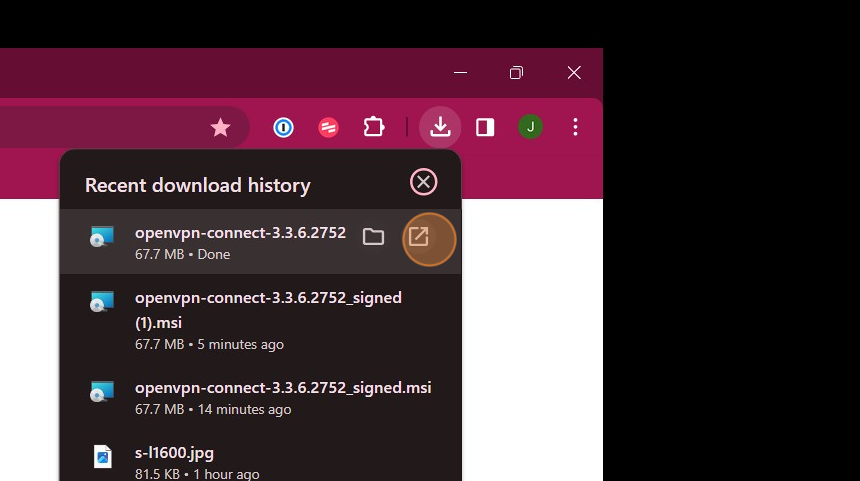 J
Recent download history
openvpn-connect-3.3.6.2752
67.7 MB • Done
openvpn-connect-3.3.6.2752_signed
(1).msi
67.7 MB • 5 minutes ago
openvpn-connect-3.3.6.2752_signed.msi
67.7 MB • 14 minutes ago
s-l1600.jpg
81.5 KB • 1 hour ago